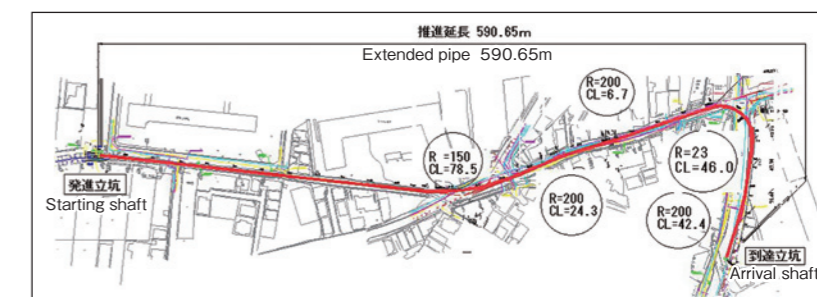 推進延長 590.65m
Extended pipe 590.65m
R=200
CL=6.7
R =150
CL=78.5
R=23
CL=46.0
発進立坑
Starting shaft
R=200
CL=24.3
R=200
CL=42.4
到達立坑
Arrival shaft